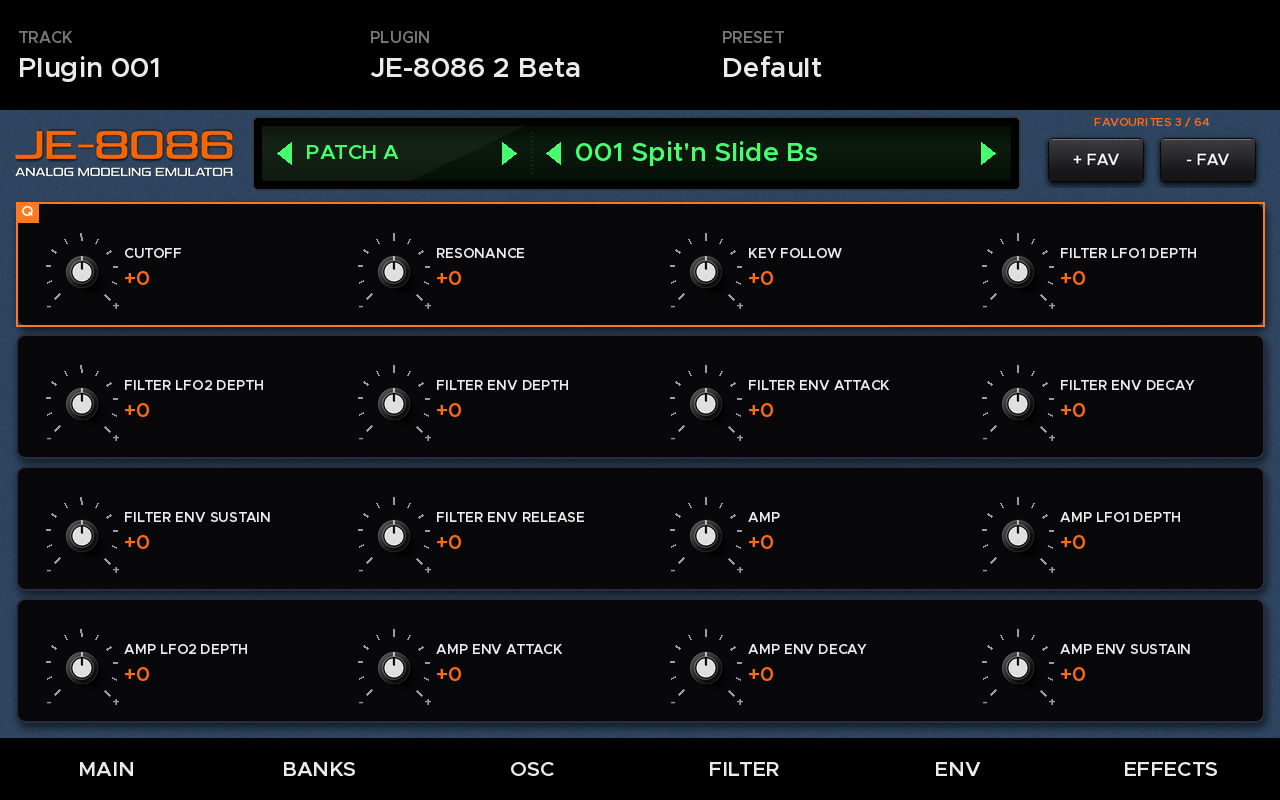 TRACK
Plugin 001
PLUGIN
JE-8086 2 Beta
PRESET
Default
JE-8086
ANALOG MODELING EMULATOR
PATCH A
001 Spit'n Slide Bs
FAVOURITES 3 / 64
+ FAV
- FAV
Q
CUTOFF
+0
- +
RESONANCE
+0
- +
KEY FOLLOW
+0
- +
FILTER LFO1 DEPTH
+0
- +
FILTER LFO2 DEPTH
+0
- +
FILTER ENV DEPTH
+0
- +
FILTER ENV ATTACK
+0
- +
FILTER ENV DECAY
+0
- +
FILTER ENV SUSTAIN
+0
- +
FILTER ENV RELEASE
+0
- +
AMP
+0
- +
AMP LFO1 DEPTH
+0
- +
AMP LFO2 DEPTH
+0
- +
AMP ENV ATTACK
+0
- +
AMP ENV DECAY
+0
- +
AMP ENV SUSTAIN
+0
- +
MAIN
BANKS
OSC
FILTER
ENV
EFFECTS